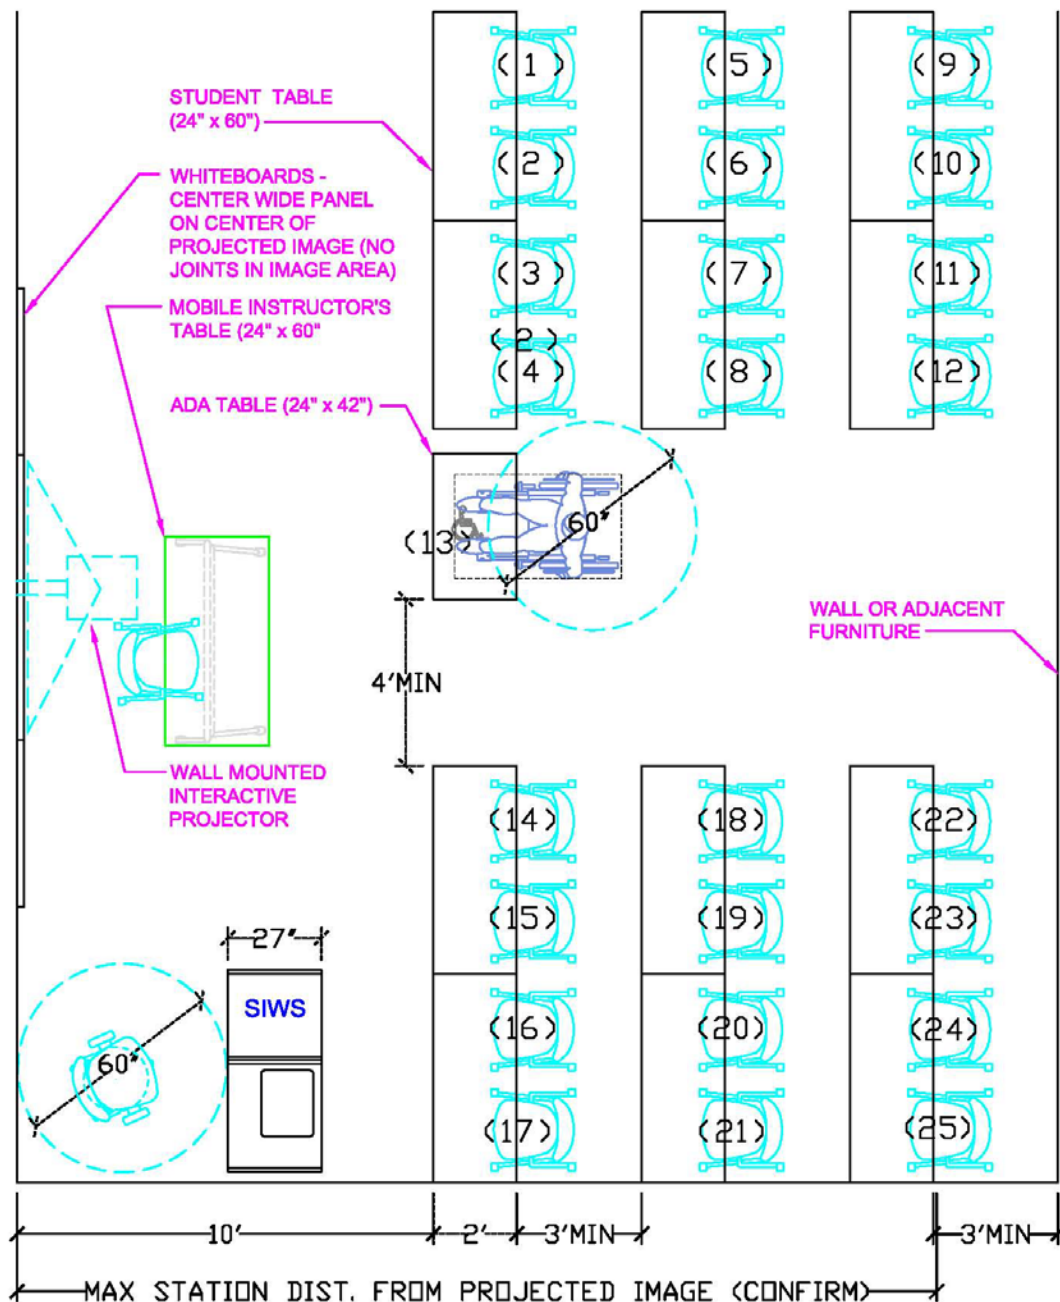 (1)
(5)
(9)
STUDENT TABLE
(24" x 60")
(2)
(6)
(10)
WHITEBOARDS -
CENTER WIDE PANEL
ON CENTER OF
PROJECTED IMAGE (NO
JOINTS IN IMAGE AREA)
(3)
(7)
(11)
MOBILE INSTRUCTOR'S
TABLE (24" x 60"
(2)
(4)
(8)
(12)
ADA TABLE (24" x 42")
60"
(13)
WALL OR ADJACENT
FURNITURE
4'MIN
WALL MOUNTED
INTERACTIVE
PROJECTOR
(14)
(18)
(22)
(15)
(19)
(23)
27"
SIWS
(16)
(20)
(24)
60"
(17)
(21)
(25)
10'
2'
3'MIN
3'MIN
MAX STATION DIST. FROM PROJECTED IMAGE (CONFIRM)